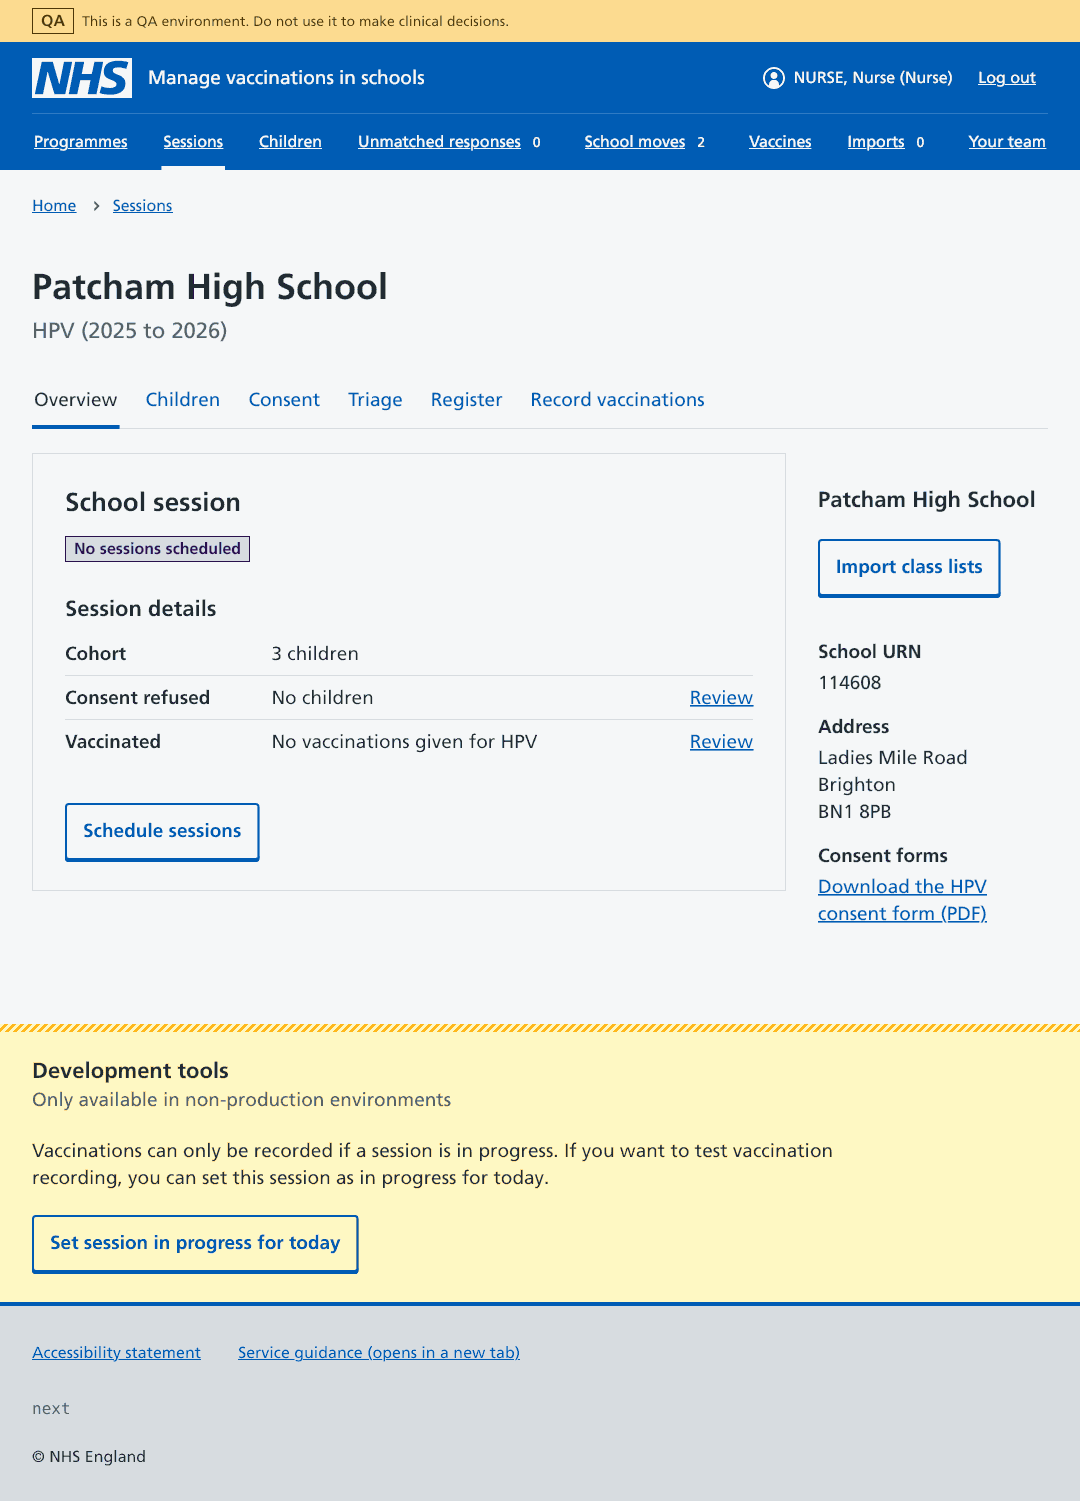 QA This is a QA environment. Do not use it to make clinical decisions.
NHS Manage vaccinations in schools NURSE, Nurse (Nurse) Log out
Programmes Sessions Children Unmatched responses 0 School moves 2 Vaccines Imports 0 Your team
Home Sessions
Patcham High School
HPV (2025 to 2026)
Overview Children Consent Triage Register Record vaccinations
School session
No sessions scheduled
Session details
Cohort 3 children
Consent refused No children Review
Vaccinated No vaccinations given for HPV Review
Schedule sessions
Patcham High School
Import class lists
School URN
114608
Address
Ladies Mile Road
Brighton
BN1 8PB
Consent forms
Download the HPV
consent form (PDF)
Development tools
Only available in non-production environments
Vaccinations can only be recorded if a session is in progress. If you want to test vaccination
recording, you can set this session as in progress for today.
Set session in progress for today
Accessibility statement Service guidance (opens in a new tab)
next
© NHS England